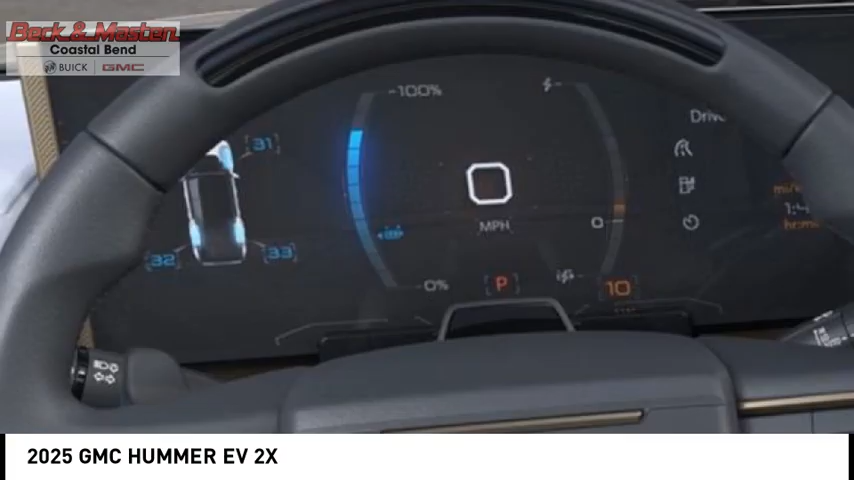 Beck & Masten
Coastal Bend
BUICK | GMC
-100%
31
Drive
MPH
32
33
0%
P
10
2025 GMC HUMMER EV 2X